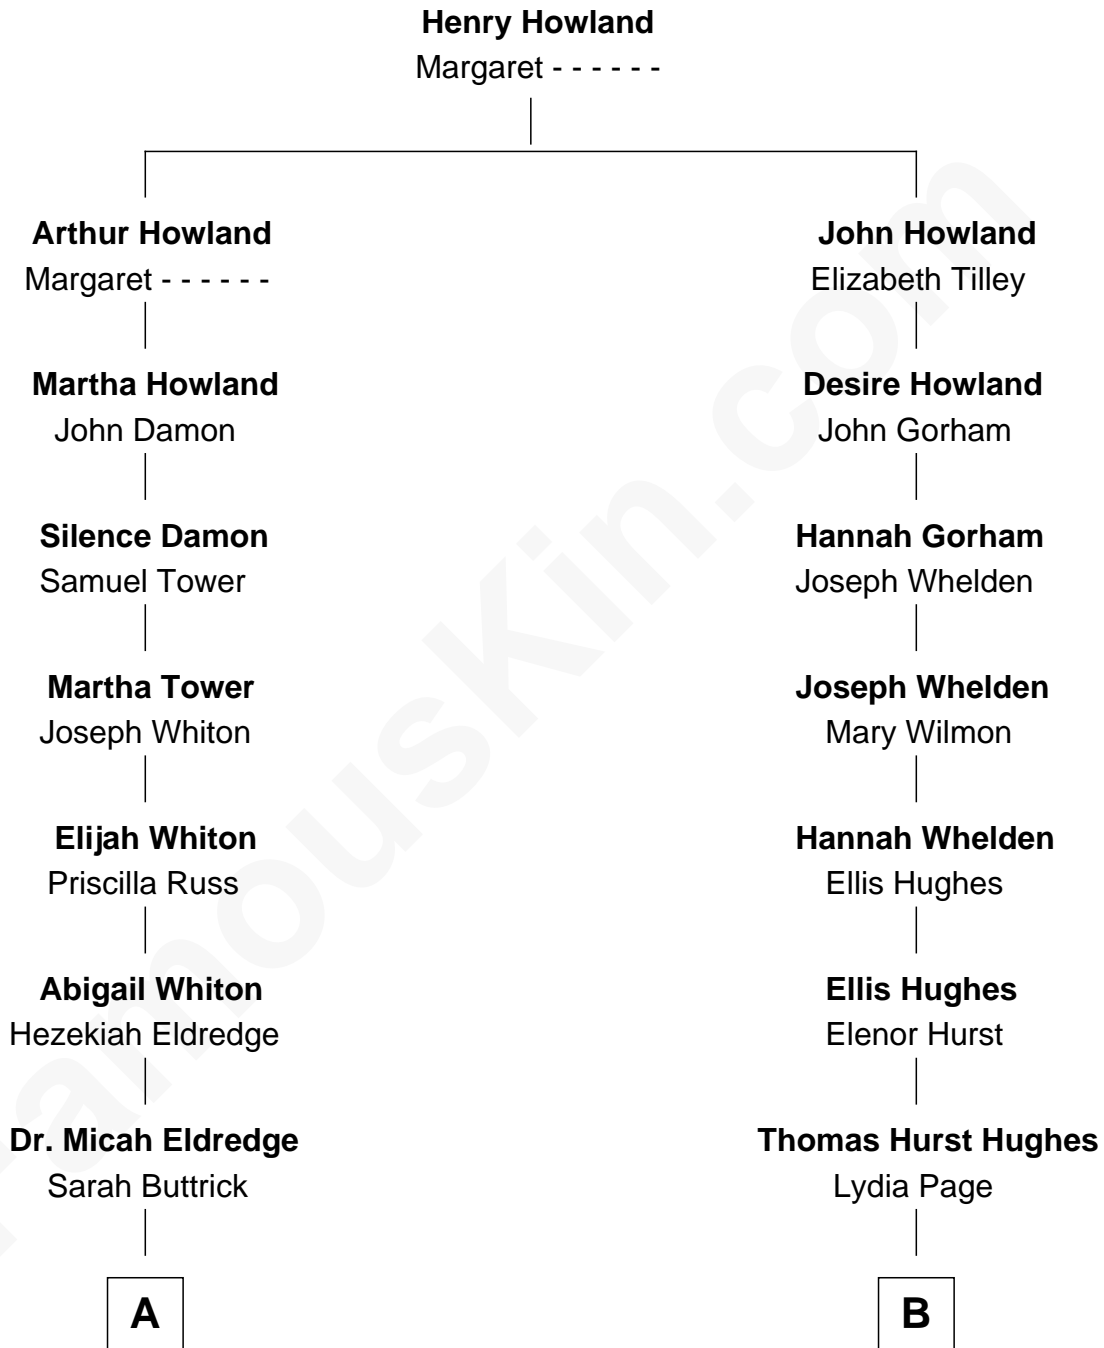 Henry Howland
Margaret - - - - - -
Arthur Howland
Margaret - - - - - -
John Howland
Elizabeth Tilley
Martha Howland
John Damon
Desire Howland
John Gorham
Silence Damon
Samuel Tower
Hannah Gorham
Joseph Whelden
Martha Tower
Joseph Whiton
Joseph Whelden
Mary Wilmon
Elijah Whiton
Priscilla Russ
Hannah Whelden
Ellis Hughes
Abigail Whiton
Hezekiah Eldredge
Ellis Hughes
Elenor Hurst
Dr. Micah Eldredge
Sarah Buttrick
Thomas Hurst Hughes
Lydia Page
A
B
FamousKin.com